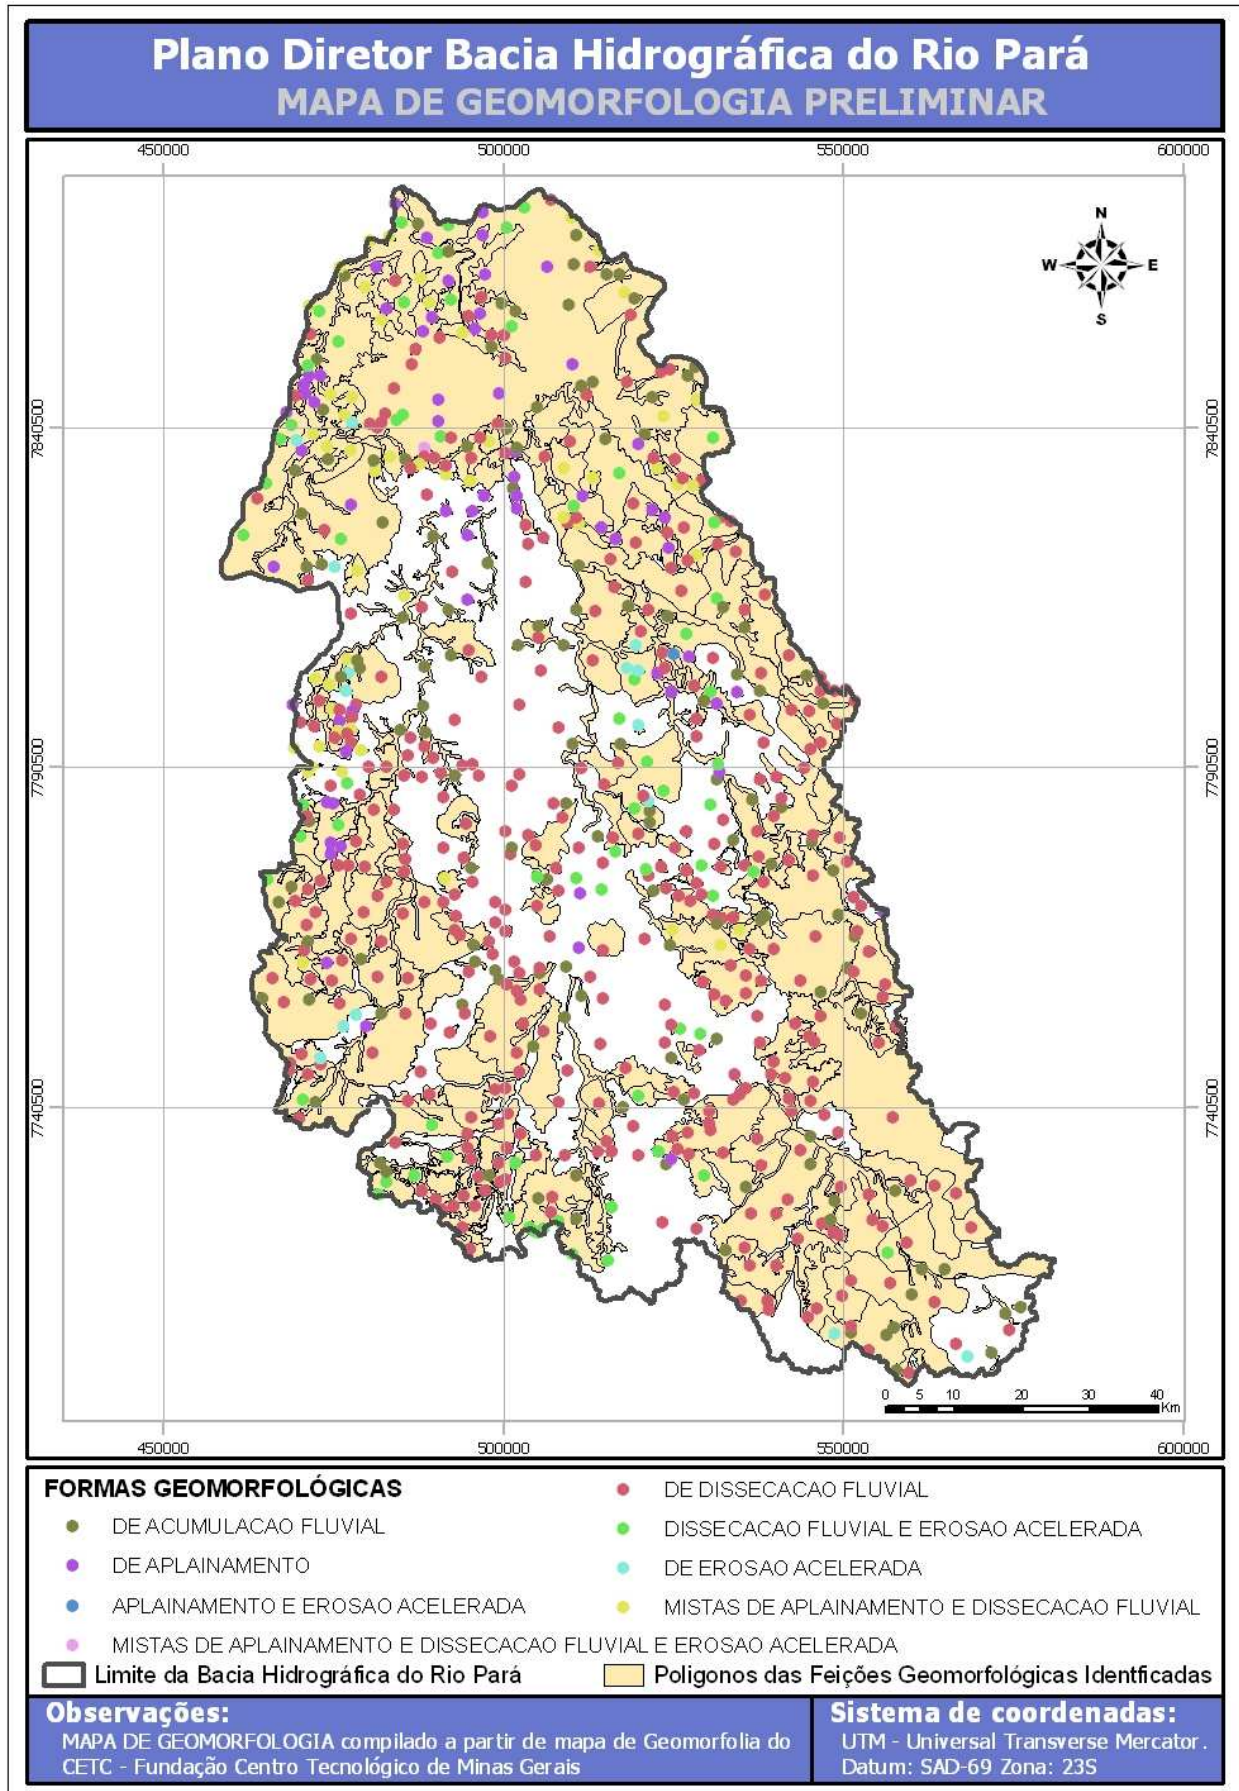 Plano Diretor Bacia Hidrográfica do Rio Pará
MAPA DE GEOMORFOLOGIA PRELIMINAR
450000 500000 550000 600000
N
W E
S
7840500 7840500
7790500 7790500
7740500 7740500
0 5 10 20 30 40
Km
450000 500000 550000 600000
FORMAS GEOMORFOLÓGICAS
DE ACUMULACAO FLUVIAL
DE APLAINAMENTO
APLAINAMENTO E EROSAO ACELERADA
MISTAS DE APLAINAMENTO E DISSECACAO FLUVIAL E EROSAO ACELERADA
DE DISSECACAO FLUVIAL
DISSECACAO FLUVIAL E EROSAO ACELERADA
DE EROSAO ACELERADA
MISTAS DE APLAINAMENTO E DISSECACAO FLUVIAL
Limite da Bacia Hidrográfica do Rio Pará
Poligonos das Feições Geomorfológicas Identficadas
Observações:
MAPA DE GEOMORFOLOGIA compilado a partir de mapa de Geomorfolia do
CETC - Fundação Centro Tecnológico de Minas Gerais
Sistema de coordenadas:
UTM - Universal Transverse Mercator.
Datum: SAD-69 Zona: 23S